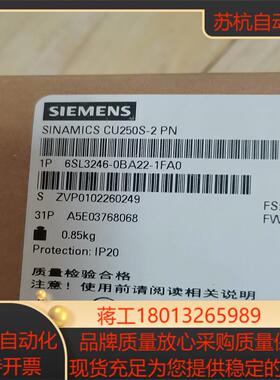 苏杭自动
SIEMENS
SINAMICS CU250S-2 PN
1P 6SL3246-0BA22-1FA0
S ZVP0102260249
FS
31P A5E03768068
FW
0.85kg
Protection: IP20
质量检验合格
注意！使用前请阅读相关说明
自动化
蒋工18013265989
品牌质量放心采购质量
开票
现货充足为您提供稳定